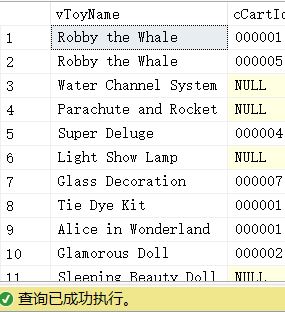 vToyName cCartId
1 Robby the Whale 000001
2 Robby the Whale 000005
3 Water Channel System NULL
4 Parachute and Rocket NULL
5 Super Deluge 000004
6 Light Show Lamp NULL
7 Glass Decoration 000007
8 Tie Dye Kit 000001
9 Alice in Wonderland 000001
10 Glamorous Doll 000002
11 Sleeping Beauty Doll NULL
查询已成功执行。